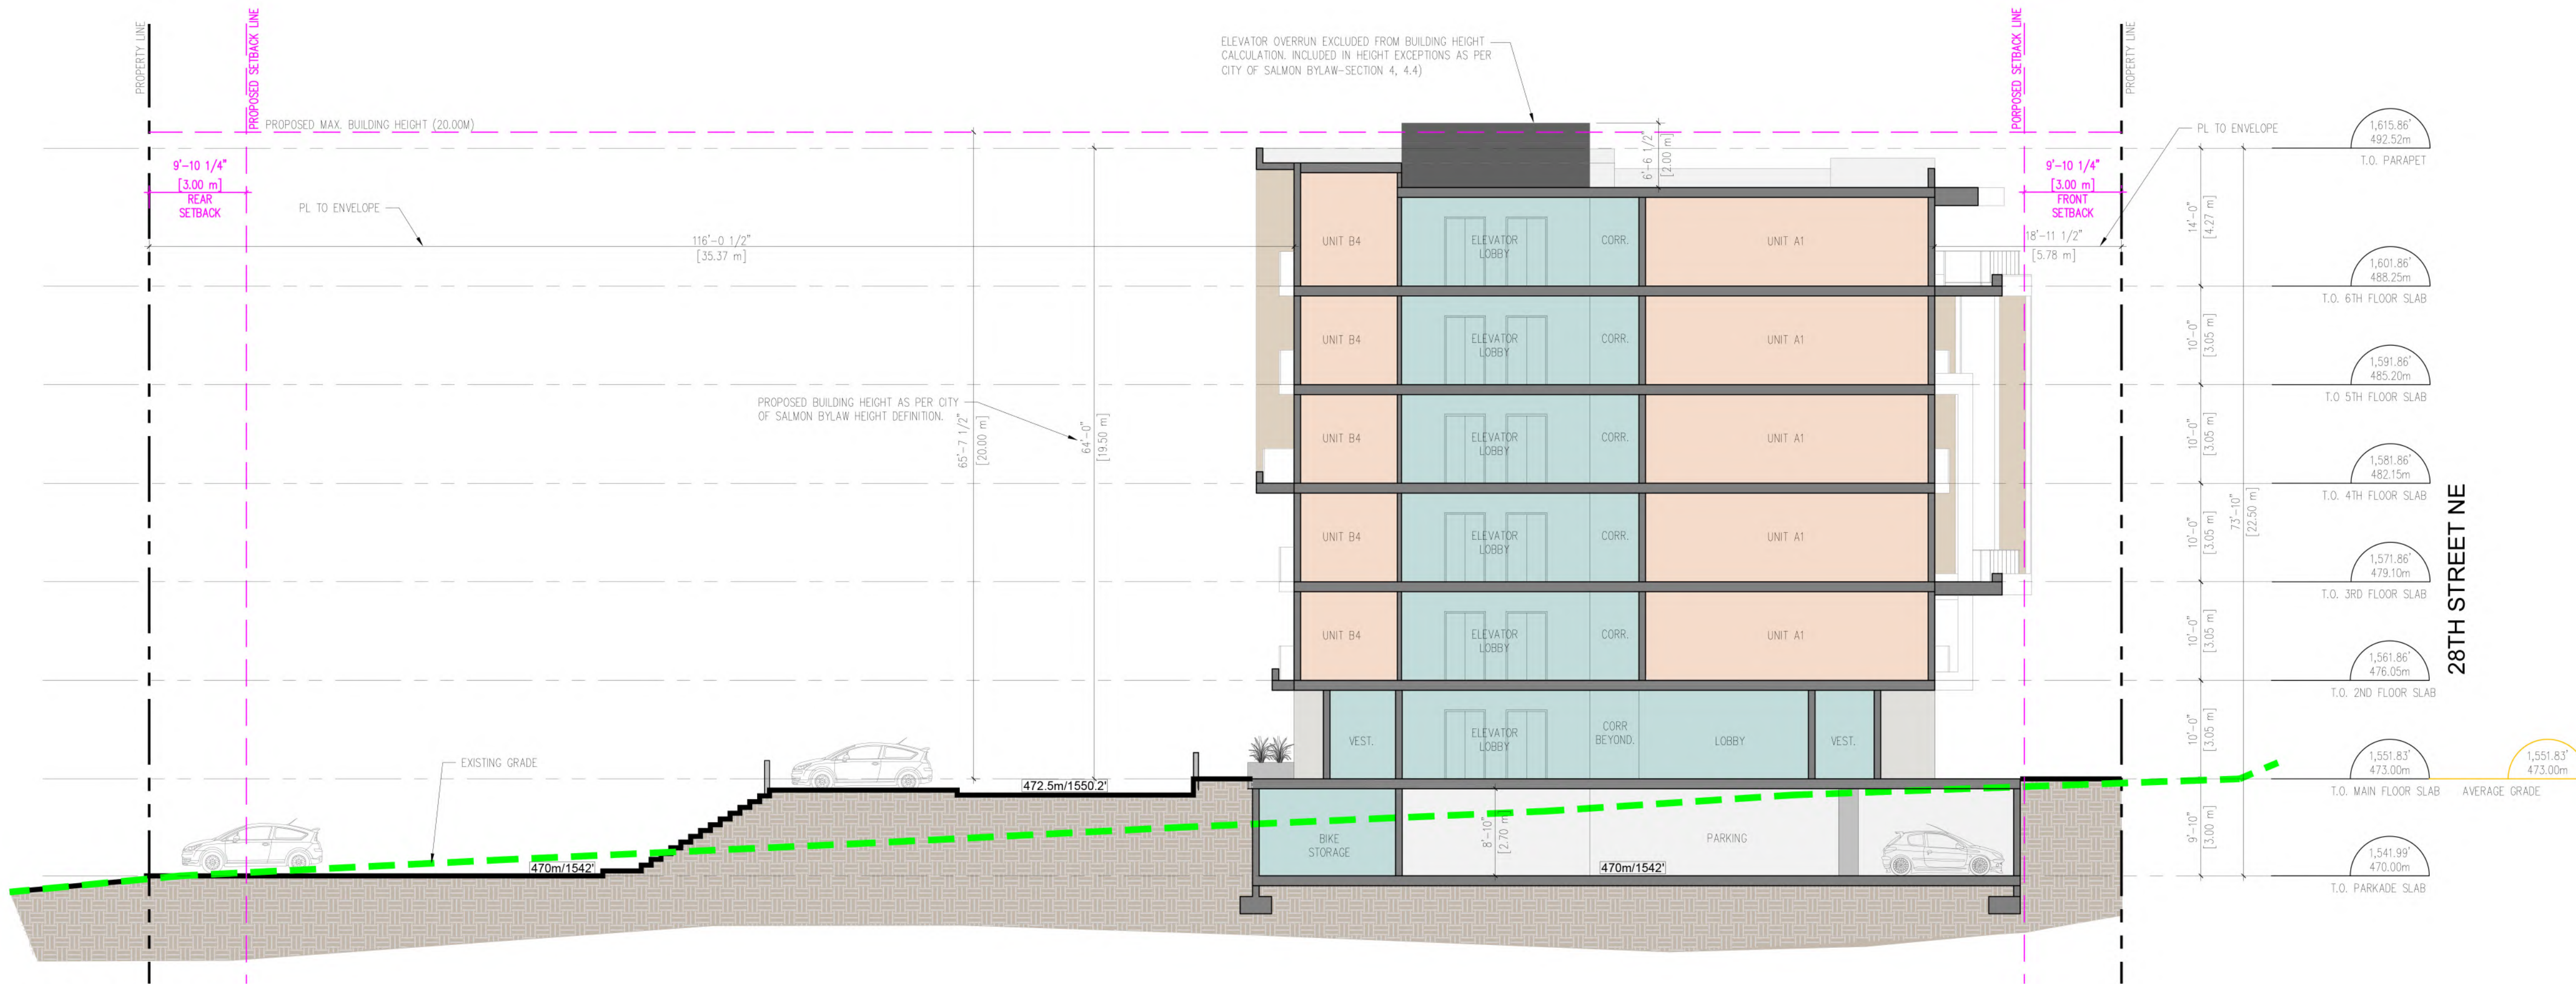 PROPERTY LINE
PROPOSED SETBACK LINE
PROPOSED MAX. BUILDING HEIGHT (20.00M)
9'-10 1/4"
[3.00 m]
REAR
SETBACK
PL TO ENVELOPE
116'-0 1/2"
[35.37 m]
ELEVATOR OVERRUN EXCLUDED FROM BUILDING HEIGHT
CALCULATION. INCLUDED IN HEIGHT EXCEPTIONS AS PER
CITY OF SALMON BYLAW-SECTION 4, 4.4)
6'-6 1/2"
[2.00 m]
PORPOSED SETBACK LINE
PROPERTY LINE
PL TO ENVELOPE
9'-10 1/4"
[3.00 m]
FRONT
SETBACK
18'-11 1/2"
[5.78 m]
PROPOSED BUILDING HEIGHT AS PER CITY
OF SALMON BYLAW HEIGHT DEFINITION.
65'-7 1/2"
[20.00 m]
64'-0"
[19.50 m]
UNIT B4
ELEVATOR
LOBBY
CORR.
UNIT A1
UNIT B4
ELEVATOR
LOBBY
CORR.
UNIT A1
UNIT B4
ELEVATOR
LOBBY
CORR.
UNIT A1
UNIT B4
ELEVATOR
LOBBY
CORR.
UNIT A1
UNIT B4
ELEVATOR
LOBBY
CORR.
UNIT A1
VEST.
ELEVATOR
LOBBY
CORR
BEYOND.
LOBBY
VEST.
EXISTING GRADE
472.5m/1550.2'
470m/1542'
BIKE
STORAGE
8'-10"
[2.70 m]
PARKING
470m/1542'
14'-0"
[4.27 m]
10'-0"
[3.05 m]
10'-0"
[3.05 m]
10'-0"
[3.05 m]
10'-0"
[3.05 m]
10'-0"
[3.05 m]
9'-10"
[3.00 m]
73'-10"
[22.50 m]
1,615.86'
492.52m
T.O. PARAPET
1,601.86'
488.25m
T.O. 6TH FLOOR SLAB
1,591.86'
485.20m
T.O 5TH FLOOR SLAB
1,581.86'
482.15m
T.O. 4TH FLOOR SLAB
1,571.86'
479.10m
T.O. 3RD FLOOR SLAB
1,561.86'
476.05m
T.O. 2ND FLOOR SLAB
1,551.83'
473.00m
T.O. MAIN FLOOR SLAB
1,551.83'
473.00m
AVERAGE GRADE
1,541.99'
470.00m
T.O. PARKADE SLAB
28TH STREET NE